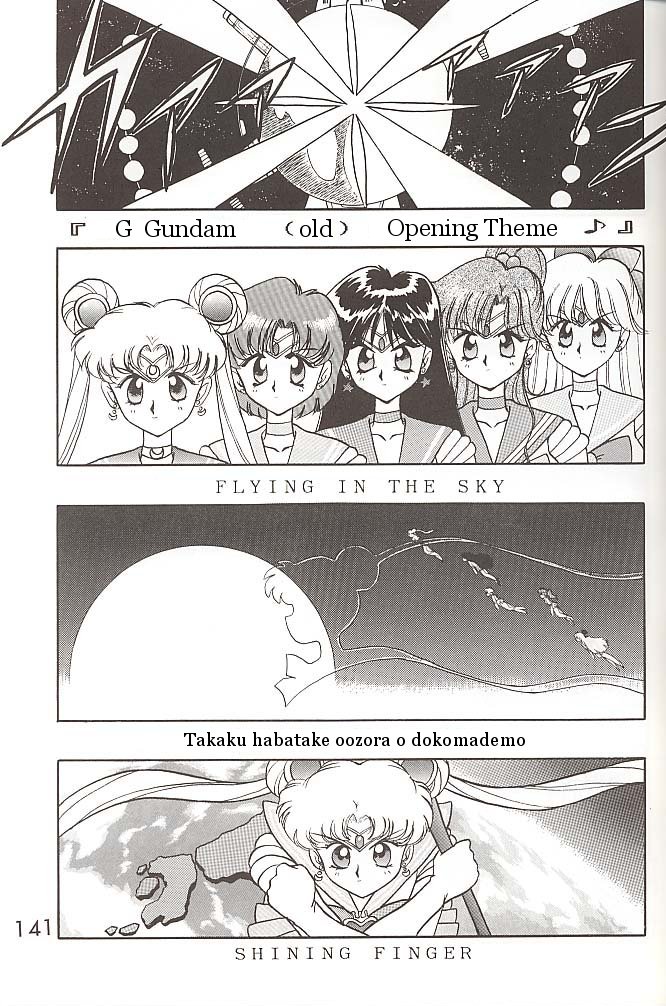 『 G Gundam (old) Opening Theme ♪ 』
FLYING IN THE SKY
Takaku habatake oozora o dokomademo
141
SHINING FINGER